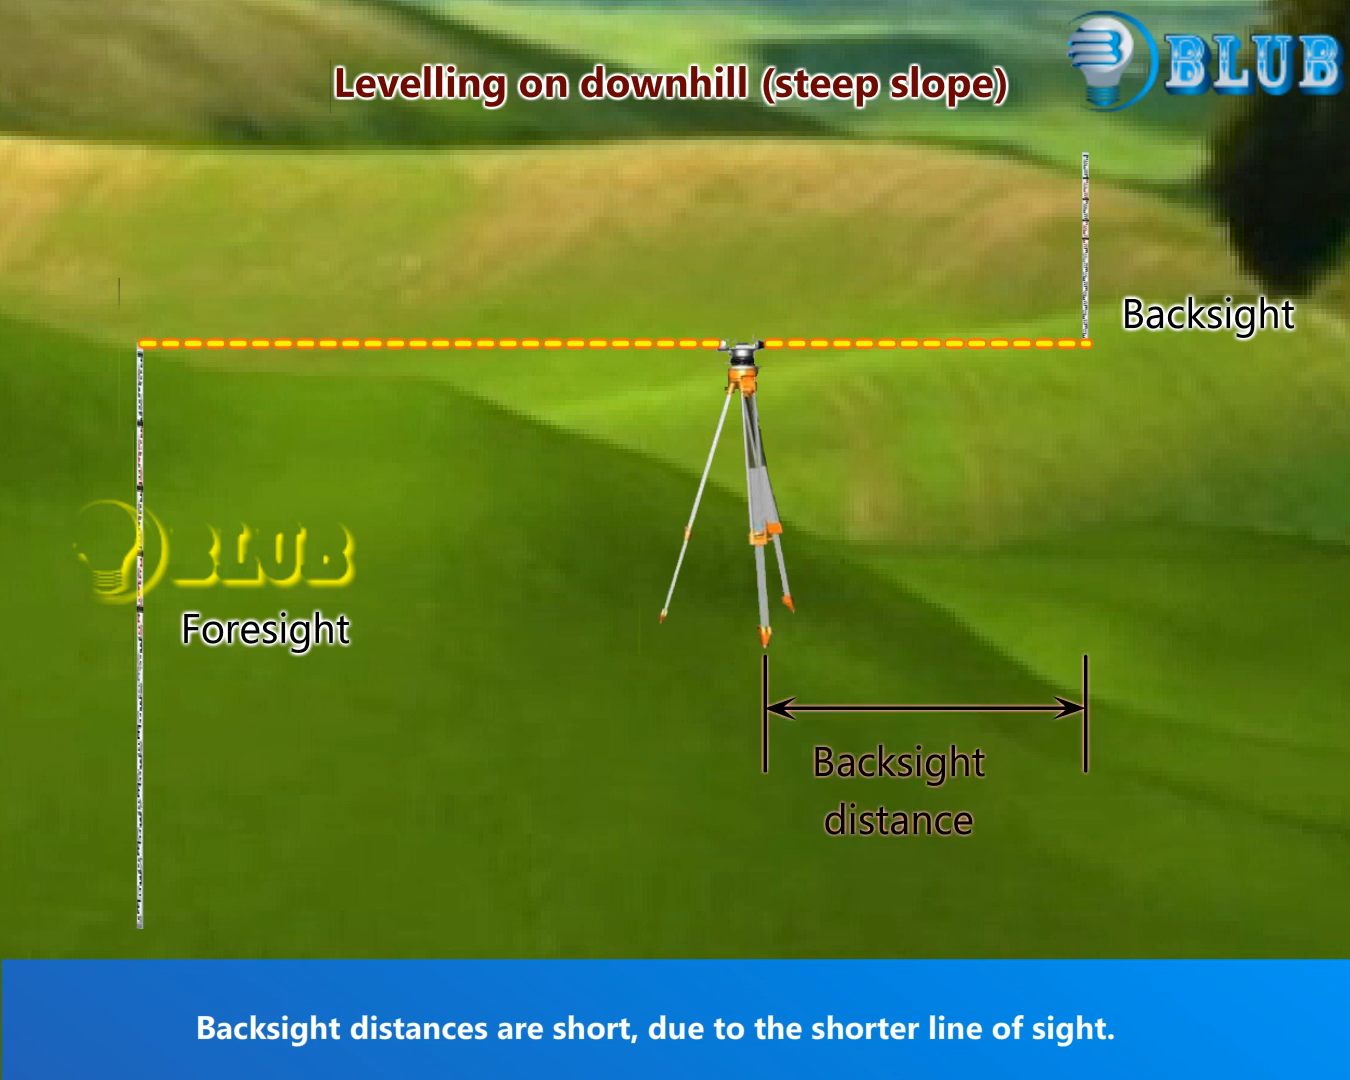 Levelling on downhill (steep slope)
BLUB
Backsight
BLUB
Foresight
Backsight
distance
Backsight distances are short, due to the shorter line of sight.